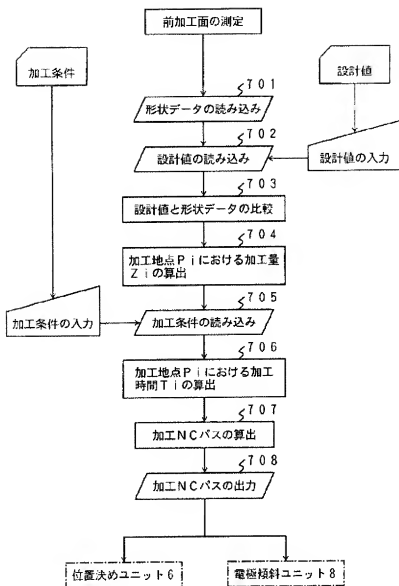 前加工面の測定
加工条件
設計値
701
形状データの読み込み
702
設計値の読み込み
設計値の入力
703
設計値と形状データの比較
704
加工地点Piにおける加工量
Ziの算出
705
加工条件の入力
加工条件の読み込み
706
加工地点Piにおける加工
時間Tiの算出
707
加工NCパスの算出
708
加工NCパスの出力
位置決めユニット6
電極傾斜ユニット8